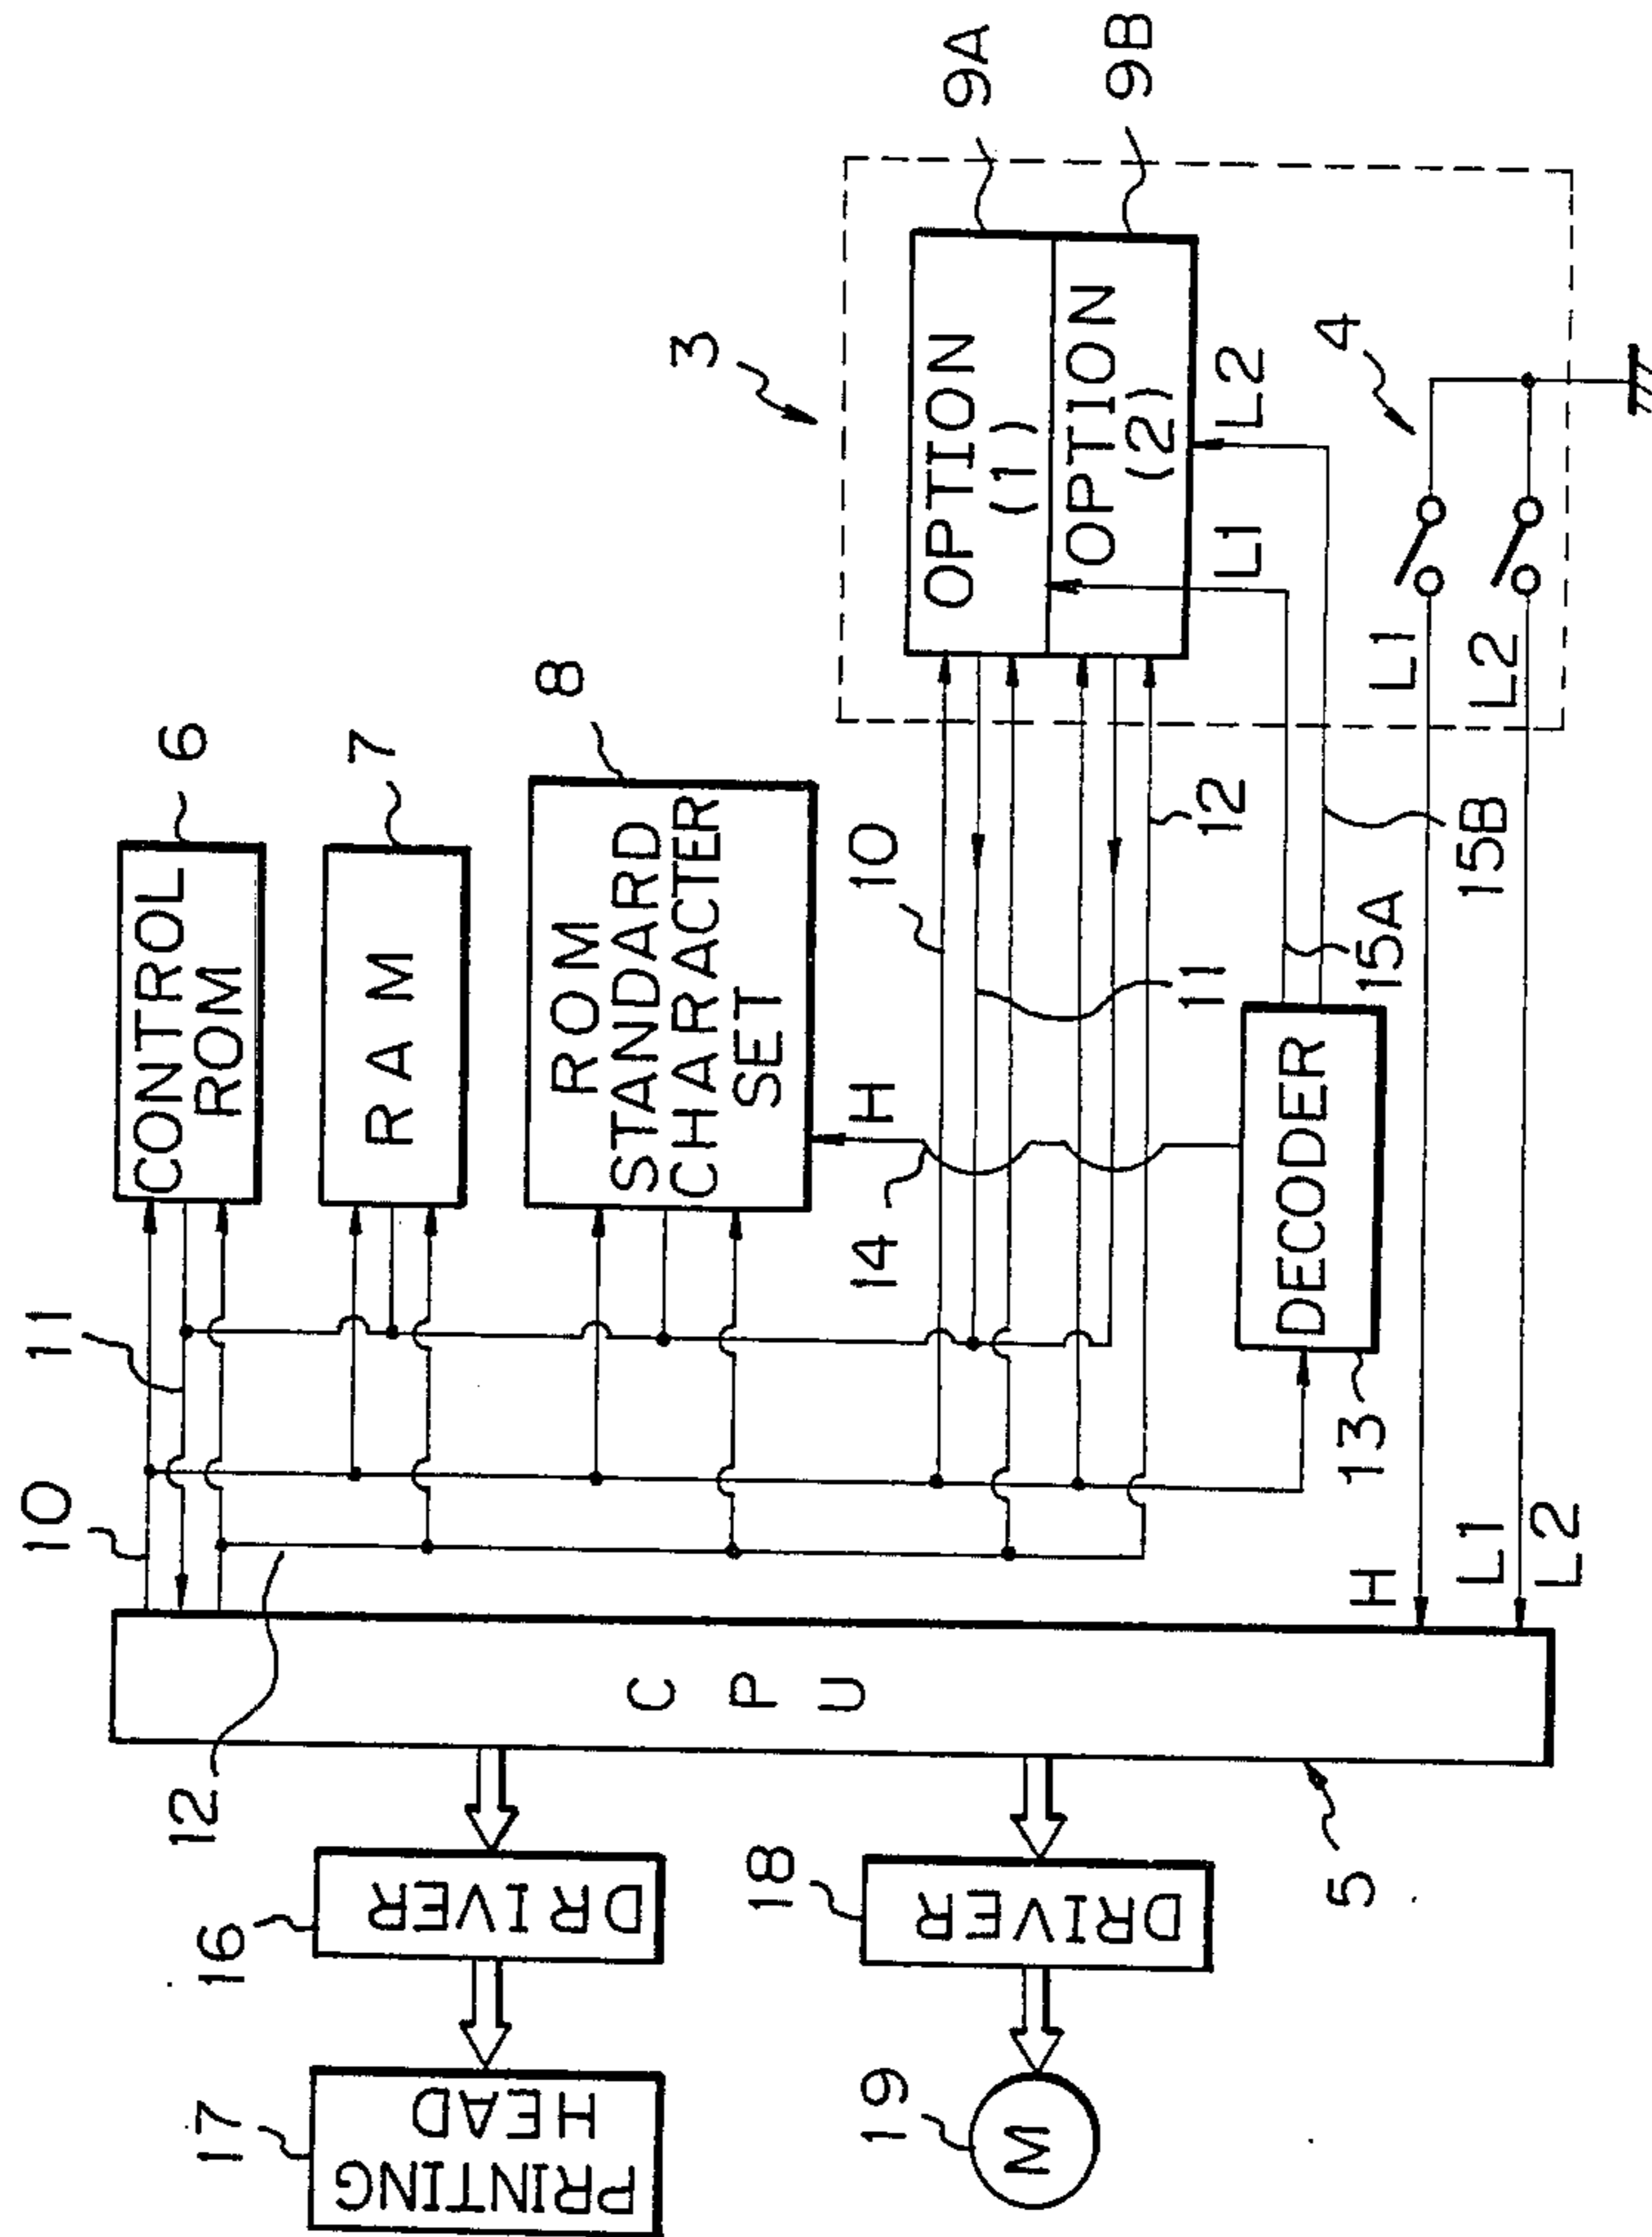 10
11
12
CONTROL
ROM
6
R A M
7
ROM
STANDARD
CHARACTER
SET
8
H
14
10
11
12
3
OPTION
(1)
9A
OPTION
(2)
9B
L1
L2
DECODER
13
15A
15B
4
L1
L2
H
L1
L2
C P U
5
DRIVER
16
PRINTING
HEAD
17
DRIVER
18
M
19